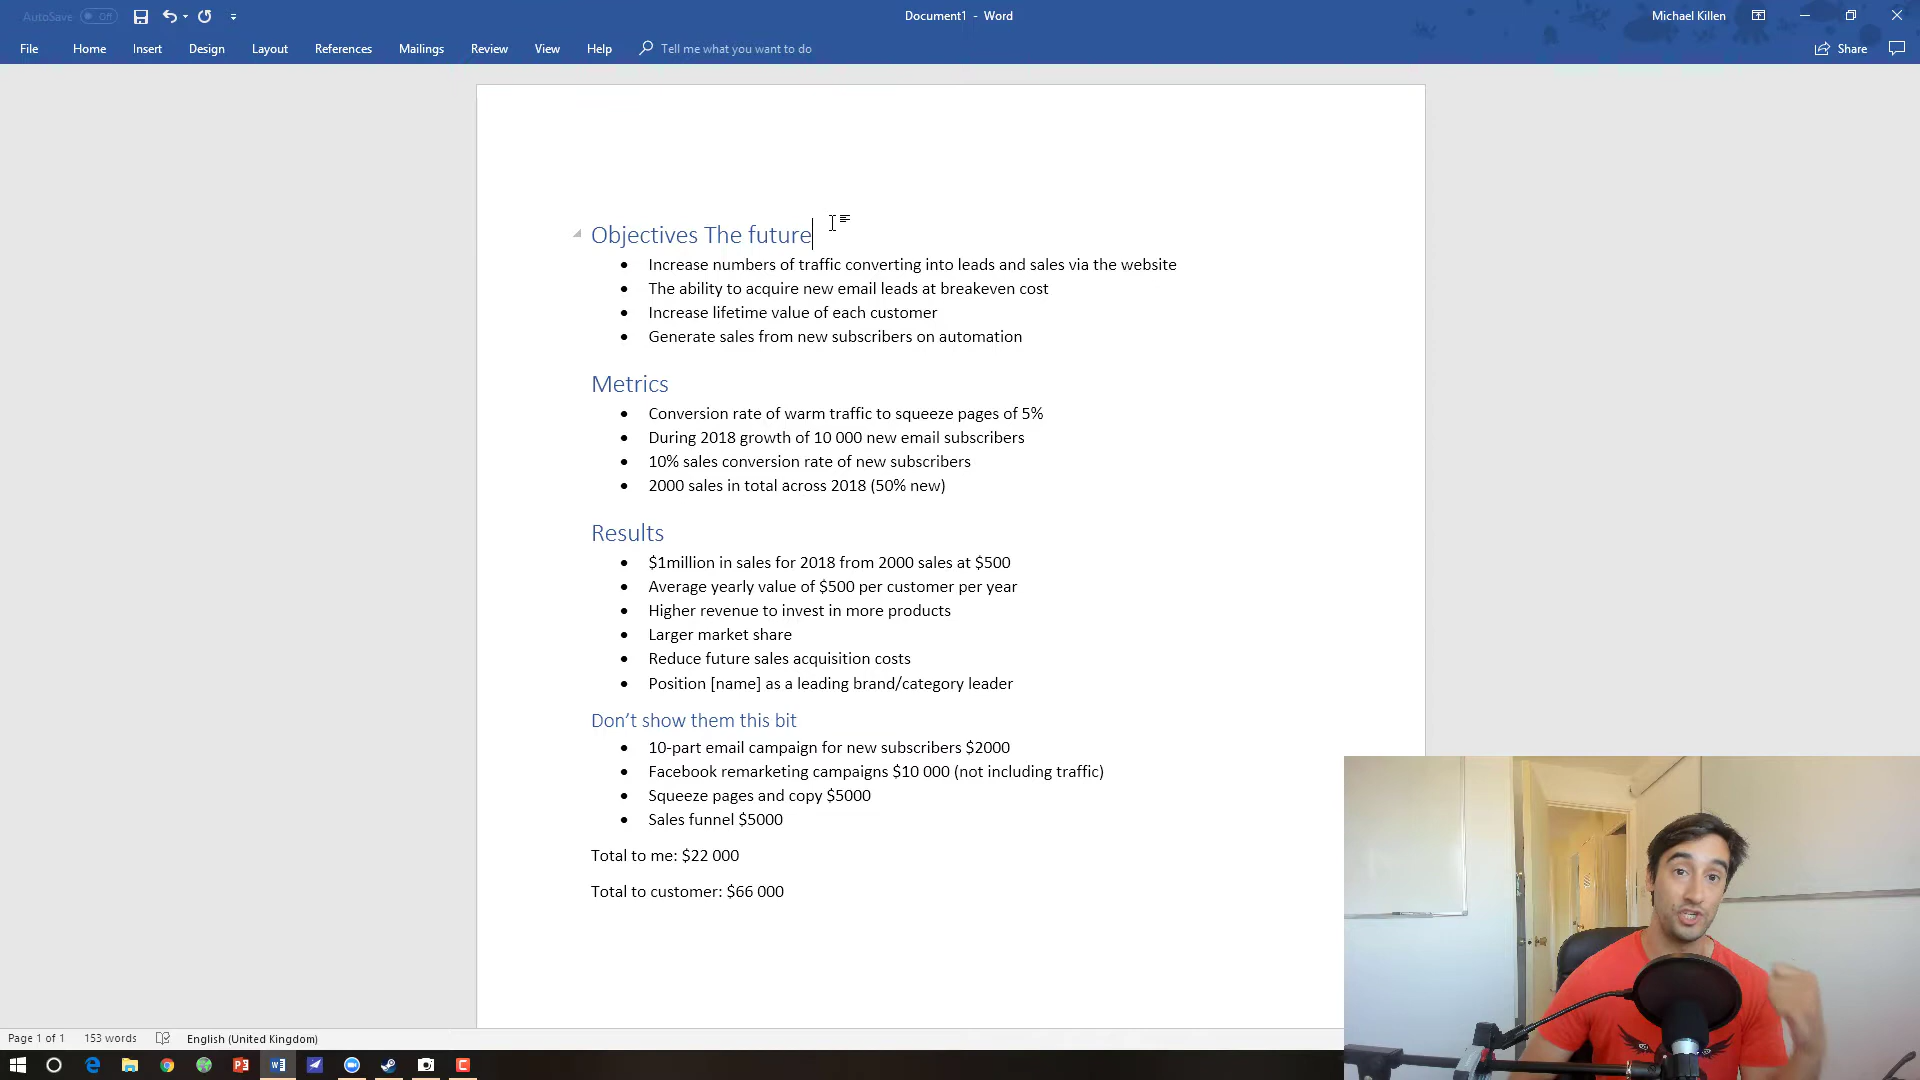 AutoSave Off
Document1 - Word
Michael Killen
File Home Insert Design Layout References Mailings Review View Help Tell me what you want to do
Share
Objectives The future
Increase numbers of traffic converting into leads and sales via the website
The ability to acquire new email leads at breakeven cost
Increase lifetime value of each customer
Generate sales from new subscribers on automation
Metrics
Conversion rate of warm traffic to squeeze pages of 5%
During 2018 growth of 10 000 new email subscribers
10% sales conversion rate of new subscribers
2000 sales in total across 2018 (50% new)
Results
$1million in sales for 2018 from 2000 sales at $500
Average yearly value of $500 per customer per year
Higher revenue to invest in more products
Larger market share
Reduce future sales acquisition costs
Position [name] as a leading brand/category leader
Don’t show them this bit
10-part email campaign for new subscribers $2000
Facebook remarketing campaigns $10 000 (not including traffic)
Squeeze pages and copy $5000
Sales funnel $5000
Total to me: $22 000
Total to customer: $66 000
Page 1 of 1 153 words English (United Kingdom)